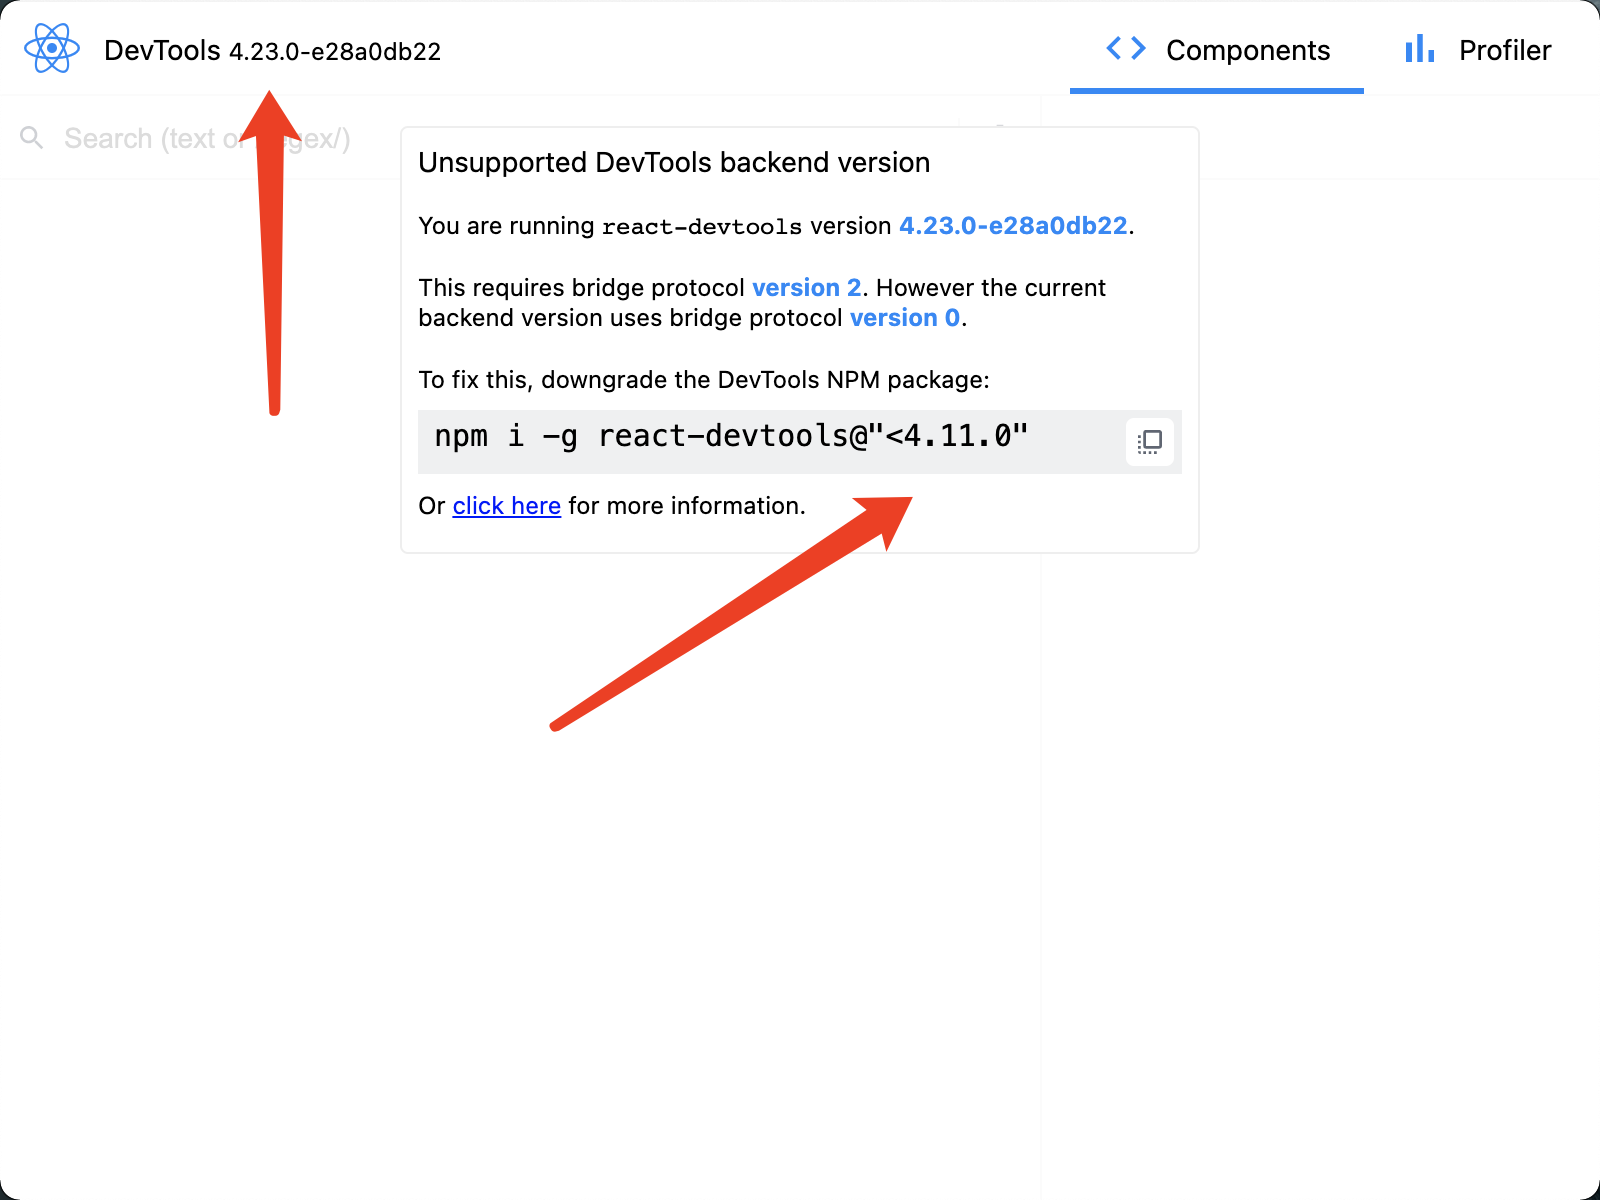 DevTools 4.23.0-e28a0db22
Components
Profiler
Search (text or /regex/)
Unsupported DevTools backend version
You are running react-devtools version 4.23.0-e28a0db22.
This requires bridge protocol version 2. However the current
backend version uses bridge protocol version 0.
To fix this, downgrade the DevTools NPM package:
npm i -g react-devtools@"<4.11.0"
Or click here for more information.